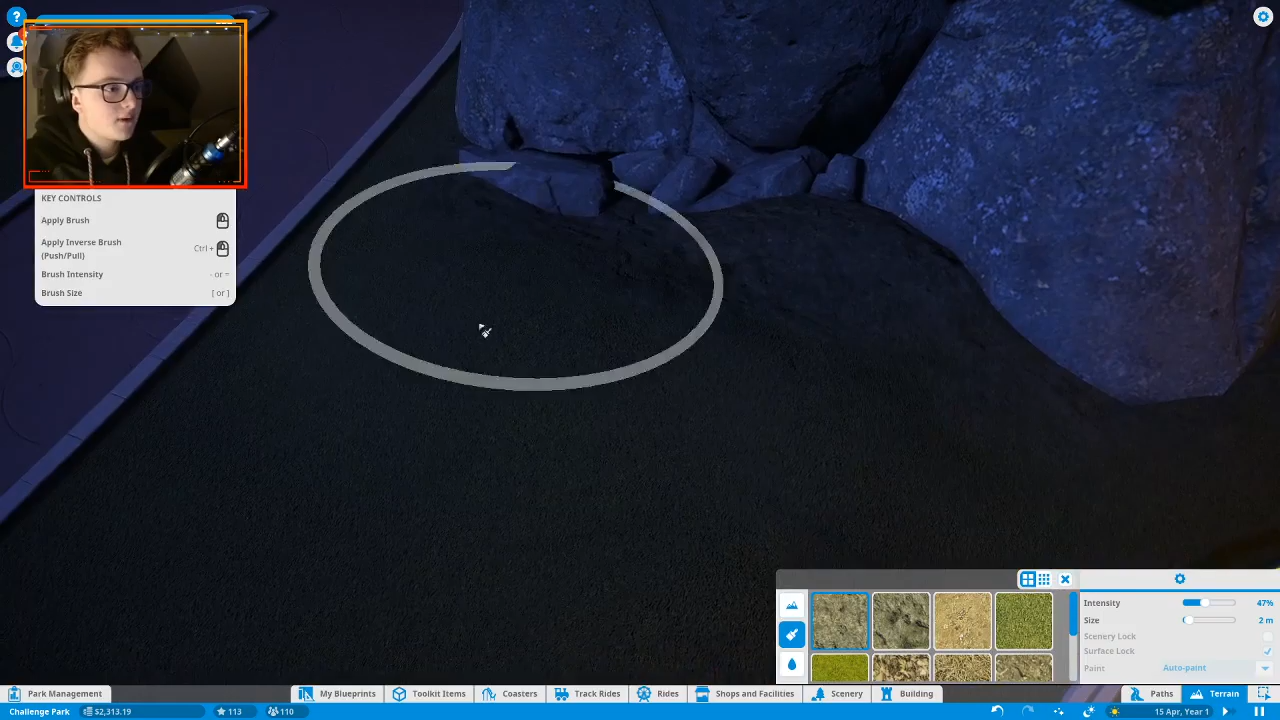 ?
KEY CONTROLS
Apply Brush
Apply Inverse Brush
(Push/Pull)
Ctrl +
Brush Intensity
- or =
Brush Size
[ or ]
Intensity
47%
Size
2 m
Scenery Lock
Surface Lock
Paint
Auto-paint
Park Management
My Blueprints
Toolkit Items
Coasters
Track Rides
Rides
Shops and Facilities
Scenery
Building
Paths
Terrain
Challenge Park
$2,313.19
113
110
15 Apr, Year 1